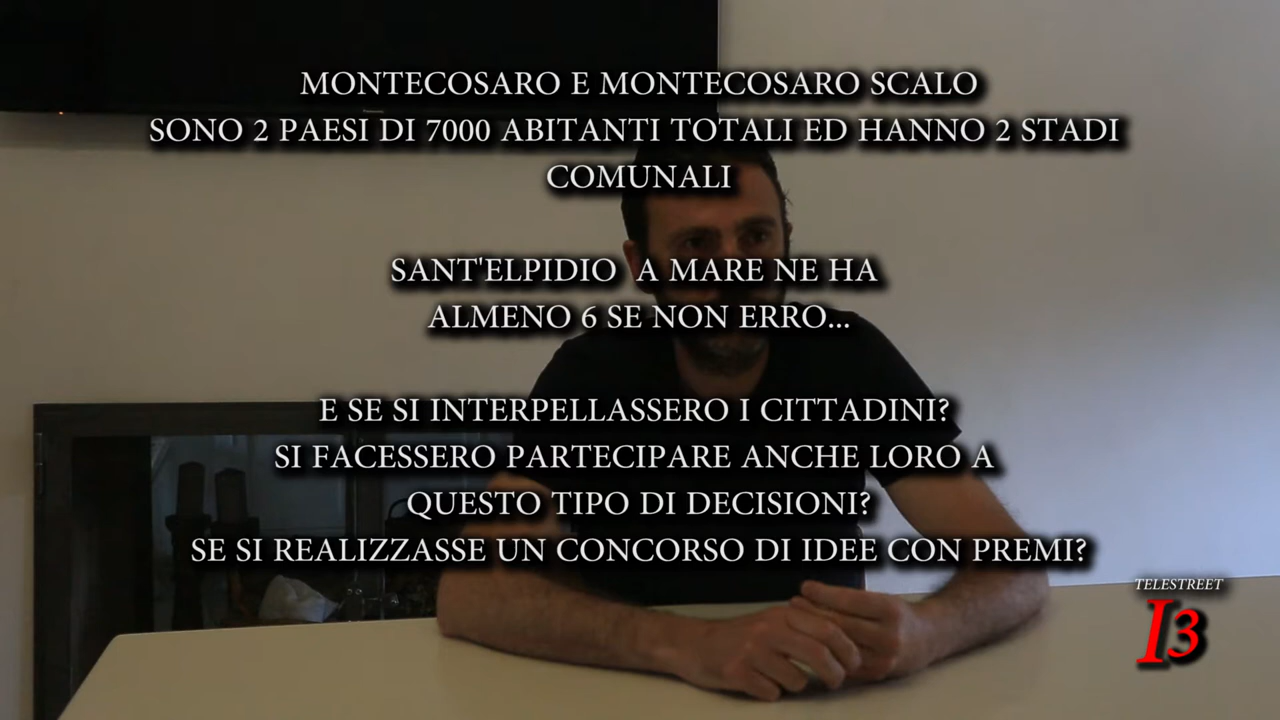 MONTECOSARO E MONTECOSARO SCALO
SONO 2 PAESI DI 7000 ABITANTI TOTALI ED HANNO 2 STADI
COMUNALI
SANT'ELPIDIO A MARE NE HA
ALMENO 6 SE NON ERRO...
E SE SI INTERPELLASSERO I CITTADINI?
SI FACESSERO PARTECIPARE ANCHE LORO A
QUESTO TIPO DI DECISIONI?
SE SI REALIZZASSE UN CONCORSO DI IDEE CON PREMI?
TELESTREET
I3